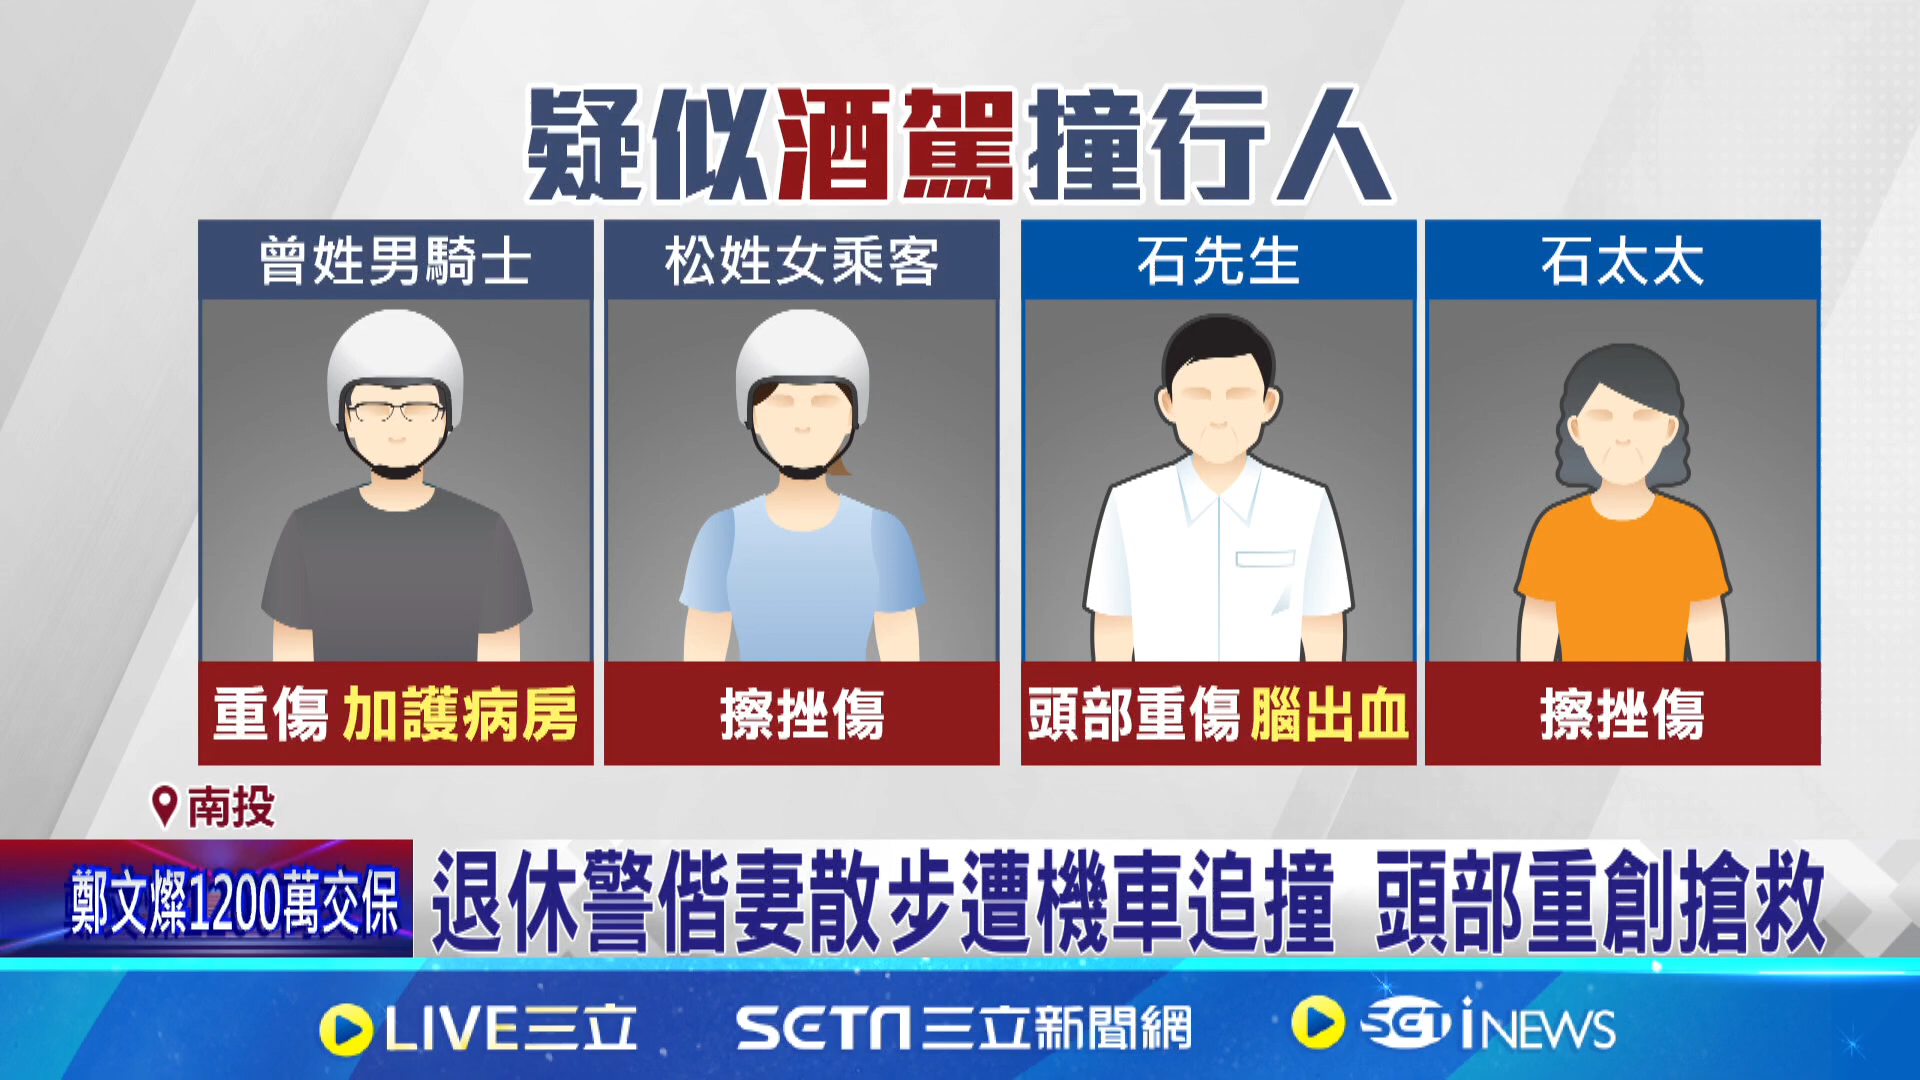 疑似酒駕撞行人
曾姓男騎士
松姓女乘客
石先生
石太太
重傷 加護病房
擦挫傷
頭部重傷 腦出血
擦挫傷
南投
鄭文燦1200萬交保
退休警偕妻散步遭機車追撞 頭部重創搶救
LIVE三立
SETN三立新聞網
SET iNEWS